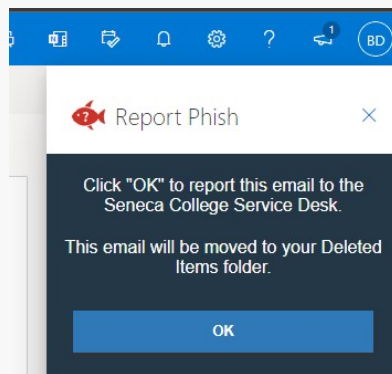 ?
1
BD
?
Report Phish
Click "OK" to report this email to the
Seneca College Service Desk.
This email will be moved to your Deleted
Items folder.
OK